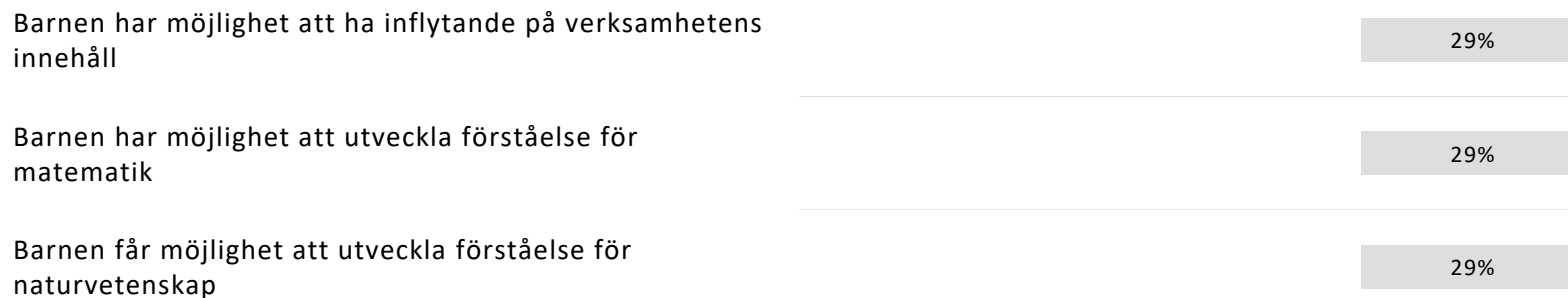 Barnen har möjlighet att ha inflytande på verksamhetens
innehåll
29%
Barnen har möjlighet att utveckla förståelse för
matematik
29%
Barnen får möjlighet att utveckla förståelse för
naturvetenskap
29%